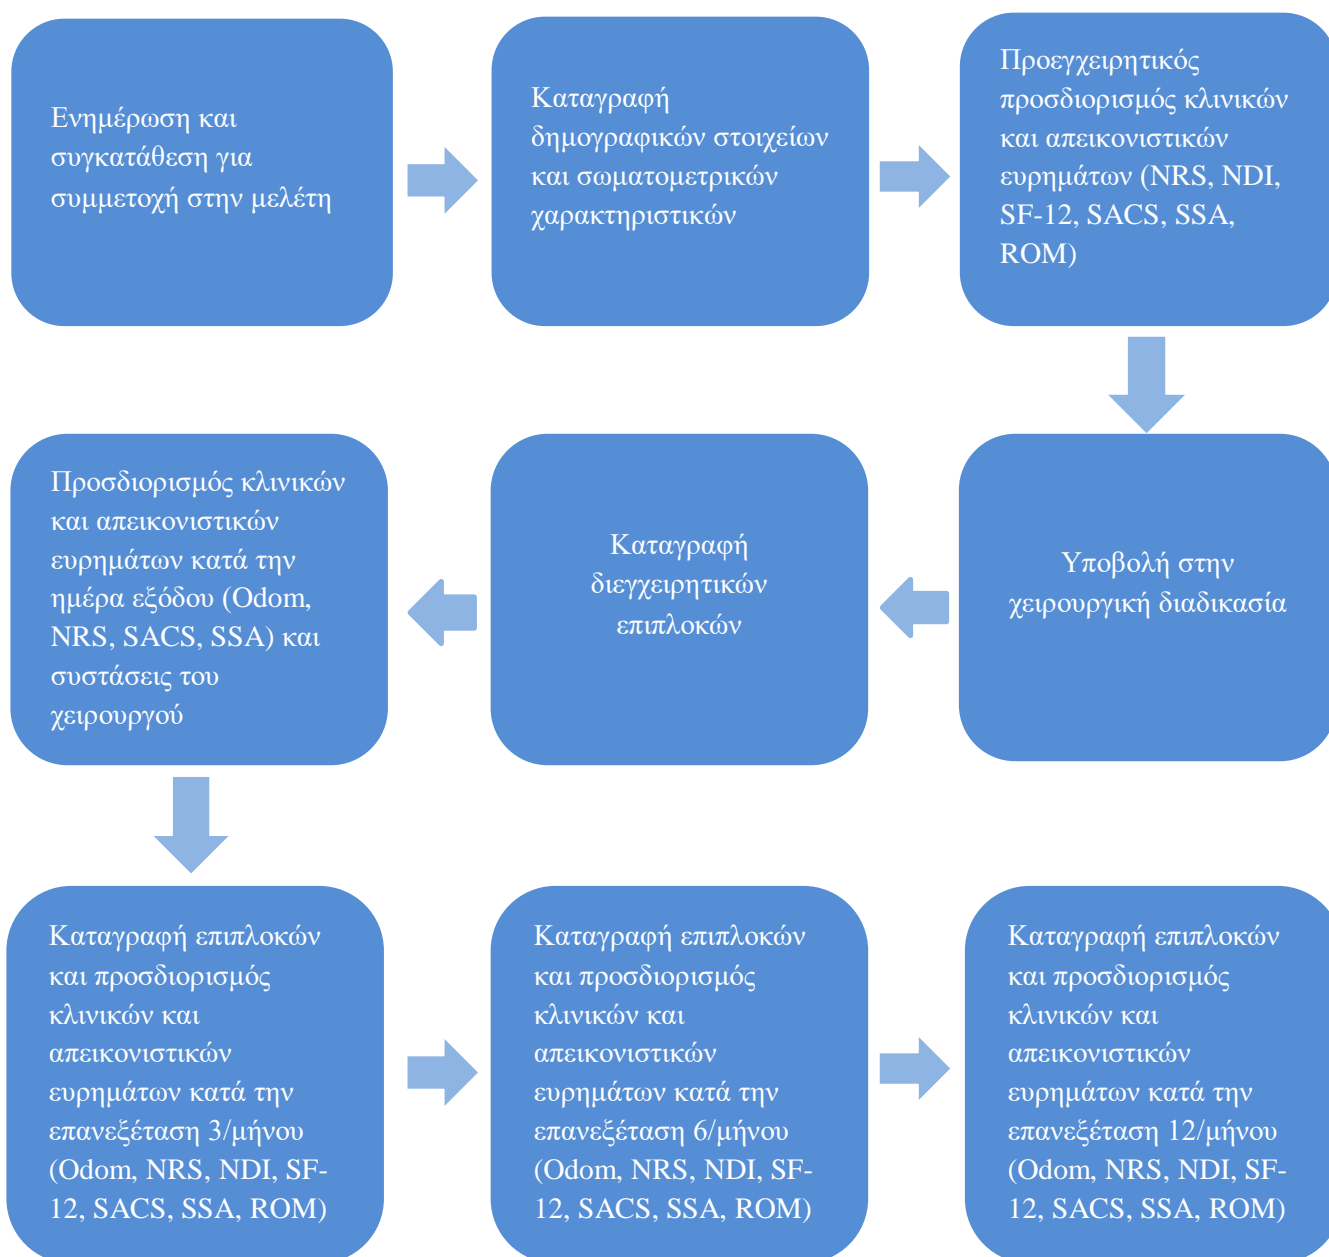 Ενημέρωση και
συγκατάθεση για
συμμετοχή στην μελέτη
Καταγραφή
δημογραφικών στοιχείων
και σωματομετρικών
χαρακτηριστικών
Προεγχειρητικός
προσδιορισμός κλινικών
και απεικονιστικών
ευρημάτων (NRS, NDI,
SF-12, SACS, SSA,
ROM)
Υποβολή στην
χειρουργική διαδικασία
Καταγραφή
διεγχειρητικών
επιπλοκών
Προσδιορισμός κλινικών
και απεικονιστικών
ευρημάτων κατά την
ημέρα εξόδου (Odom,
NRS, SACS, SSA) και
συστάσεις του
χειρουργού
Καταγραφή επιπλοκών
και προσδιορισμός
κλινικών και
απεικονιστικών
ευρημάτων κατά την
επανεξέταση 3/μήνου
(Odom, NRS, NDI, SF-
12, SACS, SSA, ROM)
Καταγραφή επιπλοκών
και προσδιορισμός
κλινικών και
απεικονιστικών
ευρημάτων κατά την
επανεξέταση 6/μήνου
(Odom, NRS, NDI, SF-
12, SACS, SSA, ROM)
Καταγραφή επιπλοκών
και προσδιορισμός
κλινικών και
απεικονιστικών
ευρημάτων κατά την
επανεξέταση 12/μήνου
(Odom, NRS, NDI, SF-
12, SACS, SSA, ROM)